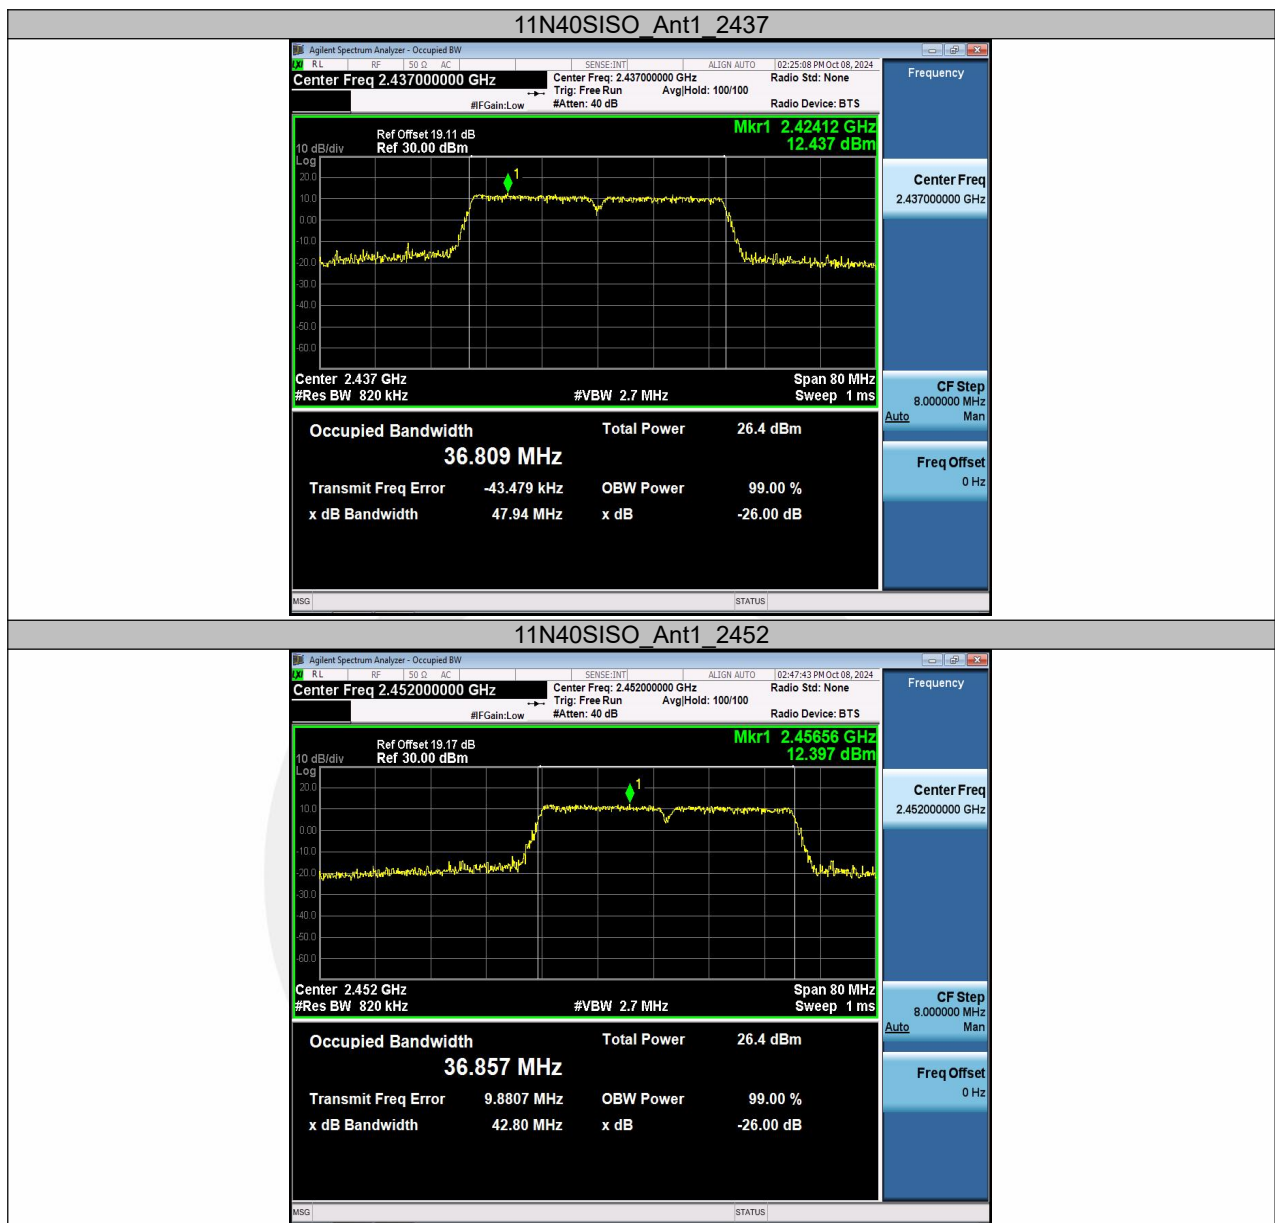 11N40SISO_Ant1_2437
Agilent Spectrum Analyzer - Occupied BW
LXI RL RF 50 Ω AC SENSE:INT ALIGN AUTO 02:25:08 PM Oct 08, 2024
Center Freq 2.437000000 GHz
Center Freq: 2.437000000 GHz
Radio Std: None
Trig: Free Run Avg|Hold: 100/100
#IFGain:Low #Atten: 40 dB Radio Device: BTS
Frequency
Mkr1 2.42412 GHz
12.437 dBm
Ref Offset 19.11 dB
10 dB/div Ref 30.00 dBm
Log
20.0
10.0
0.00
-10.0
-20.0
-30.0
-40.0
-50.0
-60.0
1
Center 2.437 GHz Span 80 MHz
#Res BW 820 kHz #VBW 2.7 MHz Sweep 1 ms
Occupied Bandwidth Total Power 26.4 dBm
36.809 MHz
Transmit Freq Error -43.479 kHz OBW Power 99.00 %
x dB Bandwidth 47.94 MHz x dB -26.00 dB
Center Freq
2.437000000 GHz
CF Step
8.000000 MHz
Auto Man
Freq Offset
0 Hz
MSG STATUS
11N40SISO_Ant1_2452
Agilent Spectrum Analyzer - Occupied BW
LXI RL RF 50 Ω AC SENSE:INT ALIGN AUTO 02:47:43 PM Oct 08, 2024
Center Freq 2.452000000 GHz
Center Freq: 2.452000000 GHz
Radio Std: None
Trig: Free Run Avg|Hold: 100/100
#IFGain:Low #Atten: 40 dB Radio Device: BTS
Frequency
Mkr1 2.45656 GHz
12.397 dBm
Ref Offset 19.17 dB
10 dB/div Ref 30.00 dBm
Log
20.0
10.0
0.00
-10.0
-20.0
-30.0
-40.0
-50.0
-60.0
1
Center 2.452 GHz Span 80 MHz
#Res BW 820 kHz #VBW 2.7 MHz Sweep 1 ms
Occupied Bandwidth Total Power 26.4 dBm
36.857 MHz
Transmit Freq Error 9.8807 MHz OBW Power 99.00 %
x dB Bandwidth 42.80 MHz x dB -26.00 dB
Center Freq
2.452000000 GHz
CF Step
8.000000 MHz
Auto Man
Freq Offset
0 Hz
MSG STATUS